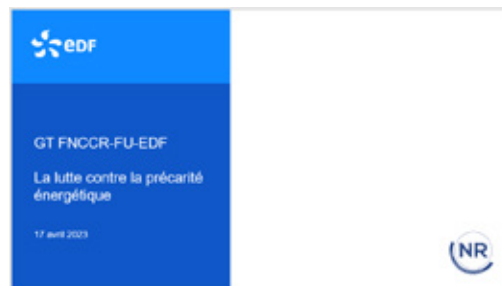 edf
GT FNCCR-FU-EDF
La lutte contre la précarité
énergétique
17 avril 2023
NR